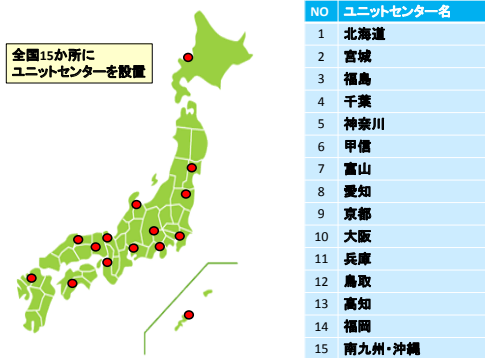 全国15か所に
ユニットセンターを設置
NO ユニットセンター名
1 北海道
2 宮城
3 福島
4 千葉
5 神奈川
6 甲信
7 富山
8 愛知
9 京都
10 大阪
11 兵庫
12 鳥取
13 高知
14 福岡
15 南九州・沖縄